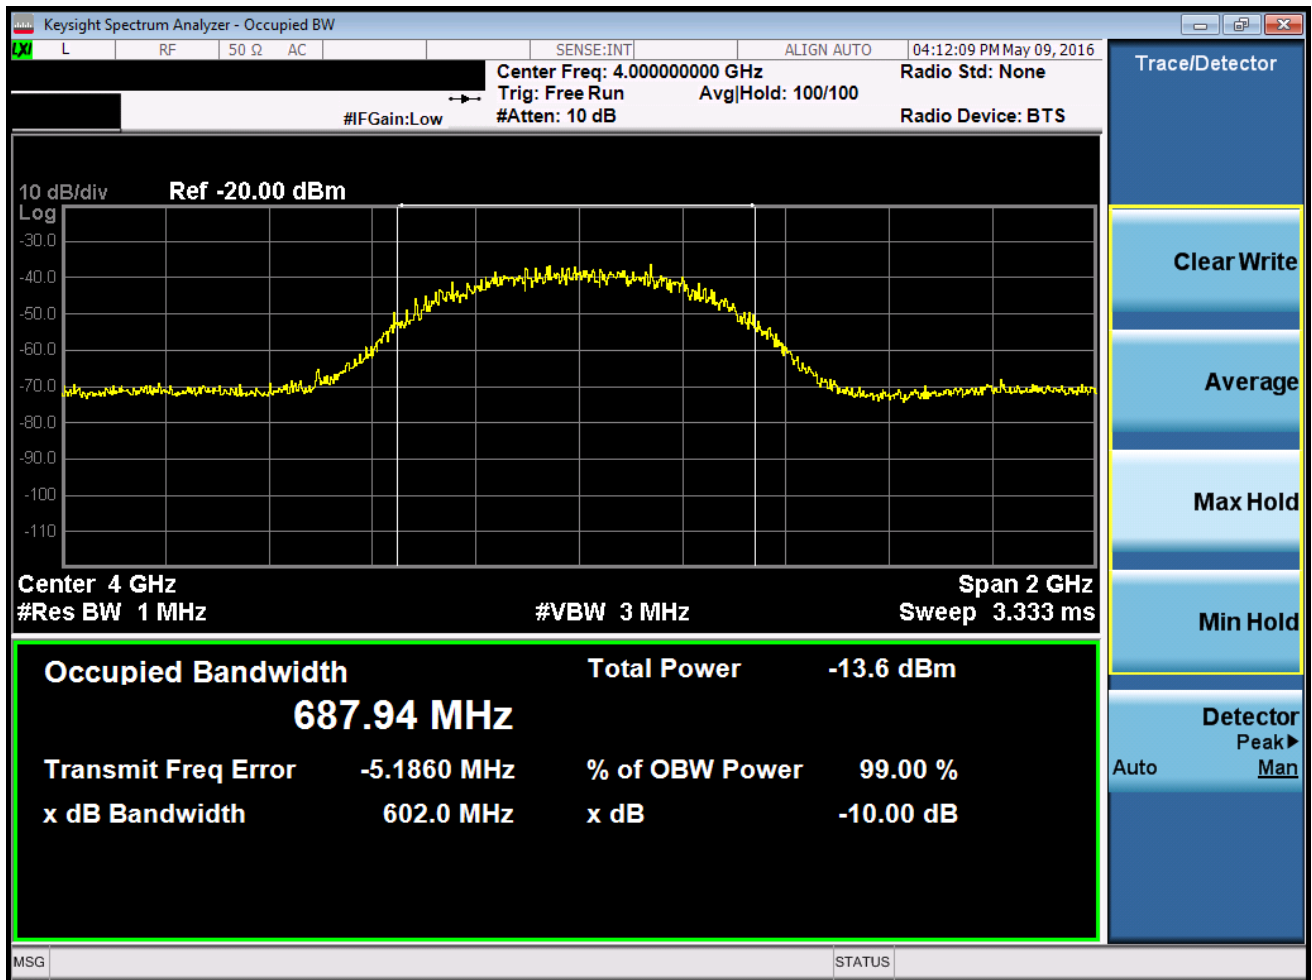 Keysight Spectrum Analyzer - Occupied BW
LXI L RF 50 Ω AC SENSE:INT ALIGN AUTO 04:12:09 PM May 09, 2016
Center Freq: 4.000000000 GHz Radio Std: None
Trig: Free Run Avg|Hold: 100/100
#IFGain:Low #Atten: 10 dB Radio Device: BTS
10 dB/div Ref -20.00 dBm
Log
-30.0
-40.0
-50.0
-60.0
-70.0
-80.0
-90.0
-100
-110
Center 4 GHz Span 2 GHz
#Res BW 1 MHz #VBW 3 MHz Sweep 3.333 ms
Occupied Bandwidth Total Power -13.6 dBm
687.94 MHz
Transmit Freq Error -5.1860 MHz % of OBW Power 99.00 %
x dB Bandwidth 602.0 MHz x dB -10.00 dB
MSG STATUS
Trace/Detector
Clear Write
Average
Max Hold
Min Hold
Detector
Peak▶
Auto Man